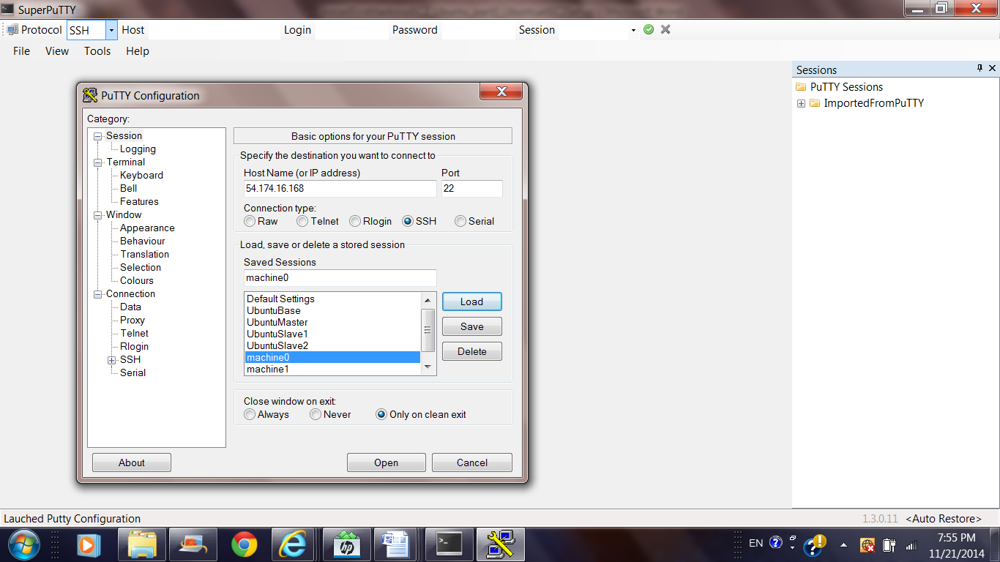 SuperPuTTY
Protocol SSH Host Login Password Session
File View Tools Help
Sessions
PuTTY Sessions
ImportedFromPuTTY
PuTTY Configuration
Category:
Session
Logging
Terminal
Keyboard
Bell
Features
Window
Appearance
Behaviour
Translation
Selection
Colours
Connection
Data
Proxy
Telnet
Rlogin
SSH
Serial
Basic options for your PuTTY session
Specify the destination you want to connect to
Host Name (or IP address) Port
54.174.16.168 22
Connection type:
Raw Telnet Rlogin SSH Serial
Load, save or delete a stored session
Saved Sessions
machine0
Default Settings
UbuntuBase
UbuntuMaster
UbuntuSlave1
UbuntuSlave2
machine0
machine1
Load
Save
Delete
Close window on exit:
Always Never Only on clean exit
About Open Cancel
Lauched Putty Configuration 1.3.0.11 <Auto Restore>
hp
EN 7:55 PM
11/21/2014